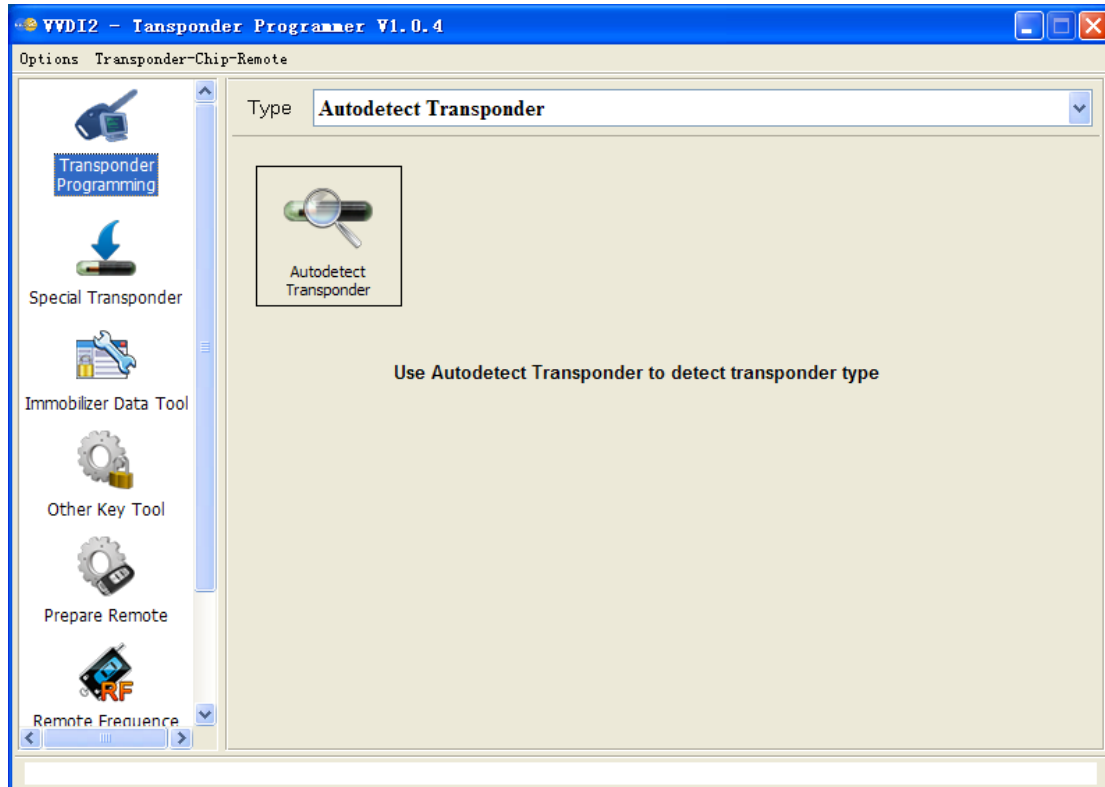 VVDI2 - Tansponder Programmer V1.0.4
Options Transponder-Chip-Remote
Transponder
Programming
Special Transponder
Immobilizer Data Tool
Other Key Tool
Prepare Remote
RF
Remote Frequence
Type Autodetect Transponder
Autodetect
Transponder
Use Autodetect Transponder to detect transponder type